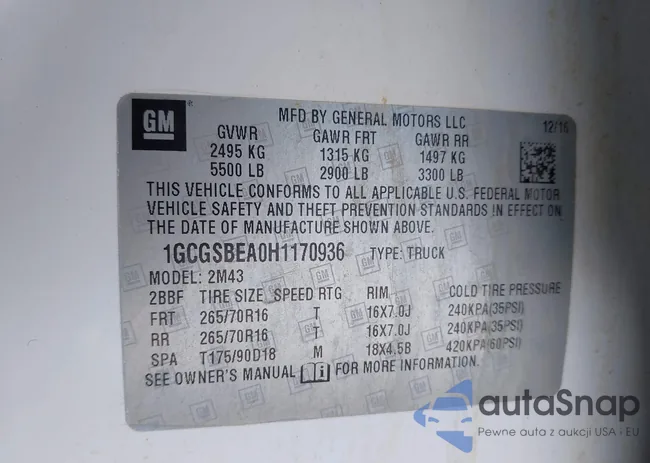 GM
MFD BY GENERAL MOTORS LLC
12/16
GVWR GAWR FRT GAWR RR
2495 KG 1315 KG 1497 KG
5500 LB 2900 LB 3300 LB
THIS VEHICLE CONFORMS TO ALL APPLICABLE U.S. FEDERAL MOTOR
VEHICLE SAFETY AND THEFT PREVENTION STANDARDS IN EFFECT ON
THE DATE OF MANUFACTURE SHOWN ABOVE.
1GCGSBEA0H1170936 TYPE: TRUCK
MODEL: 2M43
2BBF TIRE SIZE SPEED RTG RIM COLD TIRE PRESSURE
FRT 265/70R16 T 16X7.0J 240KPA(35PSI)
RR 265/70R16 T 16X7.0J 240KPA(35PSI)
SPA T175/90D18 M 18X4.5B 420KPA(60PSI)
SEE OWNER'S MANUAL i FOR MORE INFORMATION.
autoSnap
Pewne auta z aukcji USA - EU